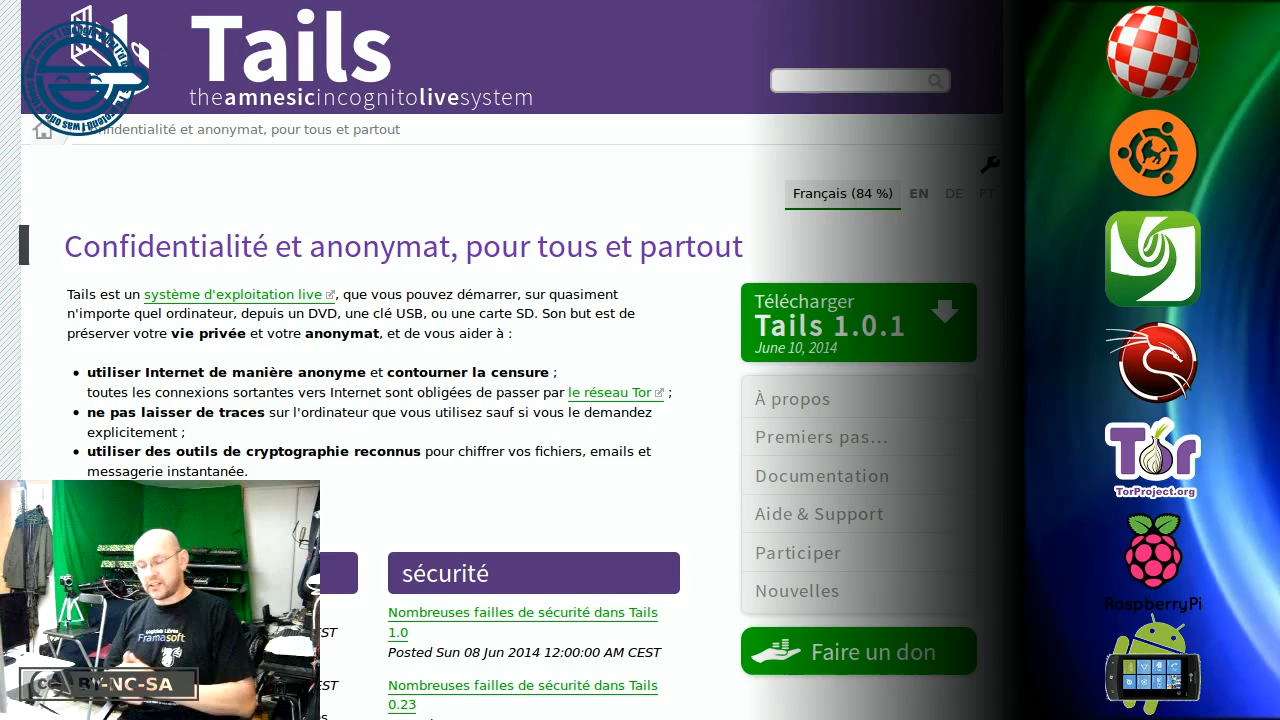 Tails
theamnesicincognitolivesystem
Confidentialité et anonymat, pour tous et partout
Français (84 %) EN DE PT
Confidentialité et anonymat, pour tous et partout
Tails est un système d'exploitation live, que vous pouvez démarrer, sur quasiment
n'importe quel ordinateur, depuis un DVD, une clé USB, ou une carte SD. Son but est de
préserver votre vie privée et votre anonymat, et de vous aider à :
utiliser Internet de manière anonyme et contourner la censure ;
toutes les connexions sortantes vers Internet sont obligées de passer par le réseau Tor ;
ne pas laisser de traces sur l'ordinateur que vous utilisez sauf si vous le demandez
explicitement ;
utiliser des outils de cryptographie reconnus pour chiffrer vos fichiers, emails et
messagerie instantanée.
Télécharger
Tails 1.0.1
June 10, 2014
À propos
Premiers pas...
Documentation
Aide & Support
Participer
Nouvelles
Faire un don
sécurité
Nombreuses failles de sécurité dans Tails
1.0
Posted Sun 08 Jun 2014 12:00:00 AM CEST
Nombreuses failles de sécurité dans Tails
0.23
Framasoft
BY-NC-SA
Tor
TorProject.org
RaspberryPi